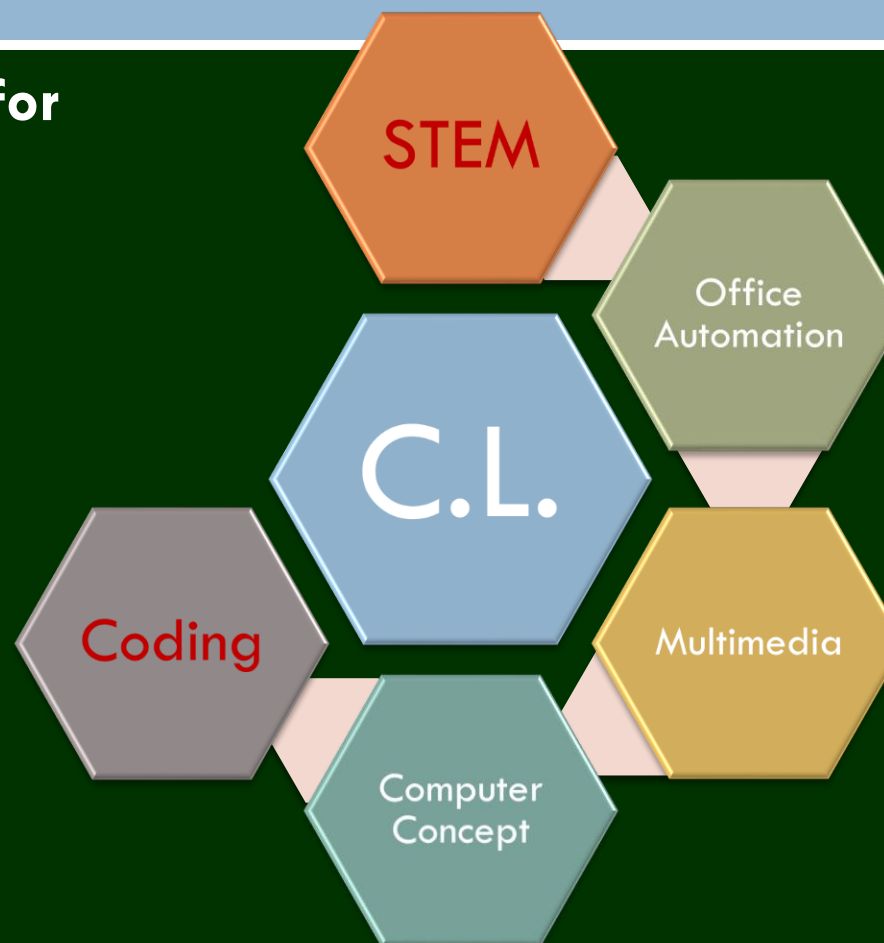 for
STEM
Office
Automation
C.L.
Multimedia
Coding
Computer
Concept